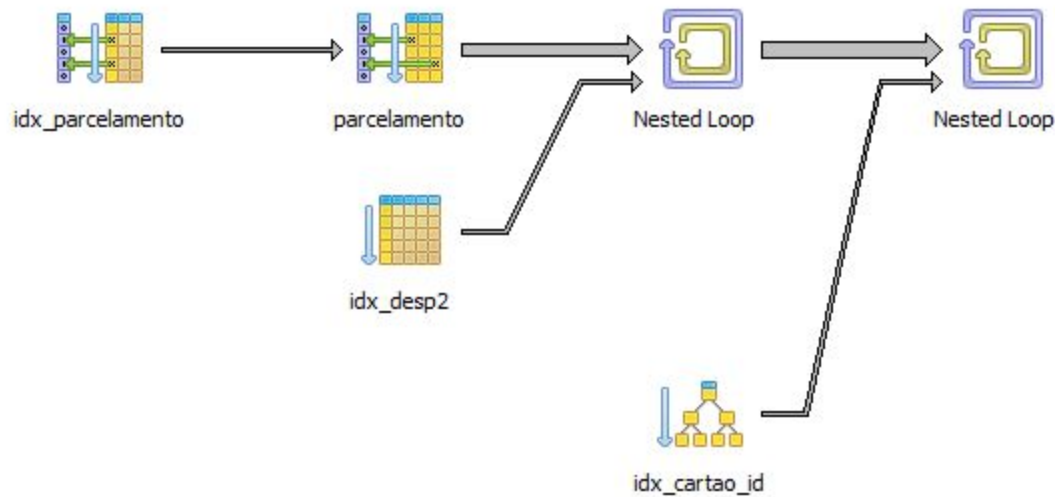 idx_parcelamento
parcelamento
Nested Loop
Nested Loop
idx_desp2
idx_cartao_id